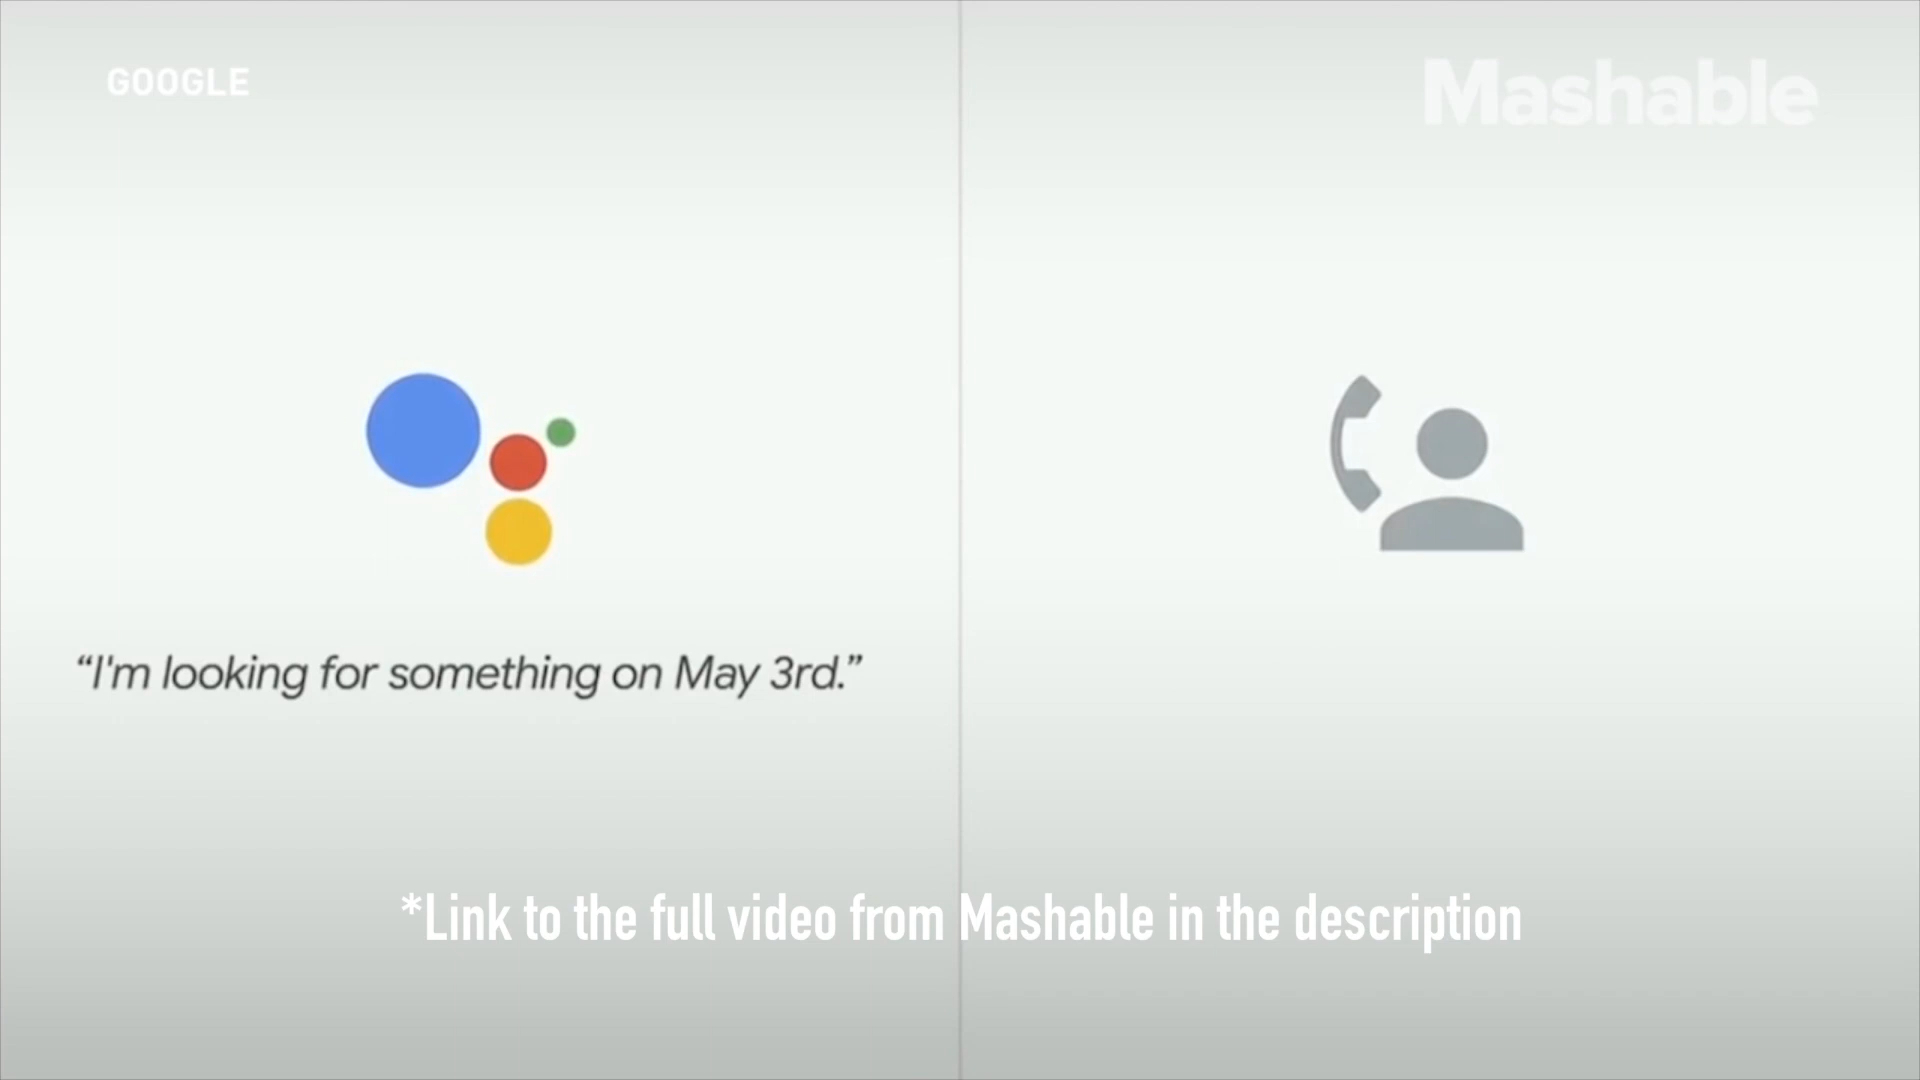 GOOGLE
Mashable
“I'm looking for something on May 3rd.”
*Link to the full video from Mashable in the description